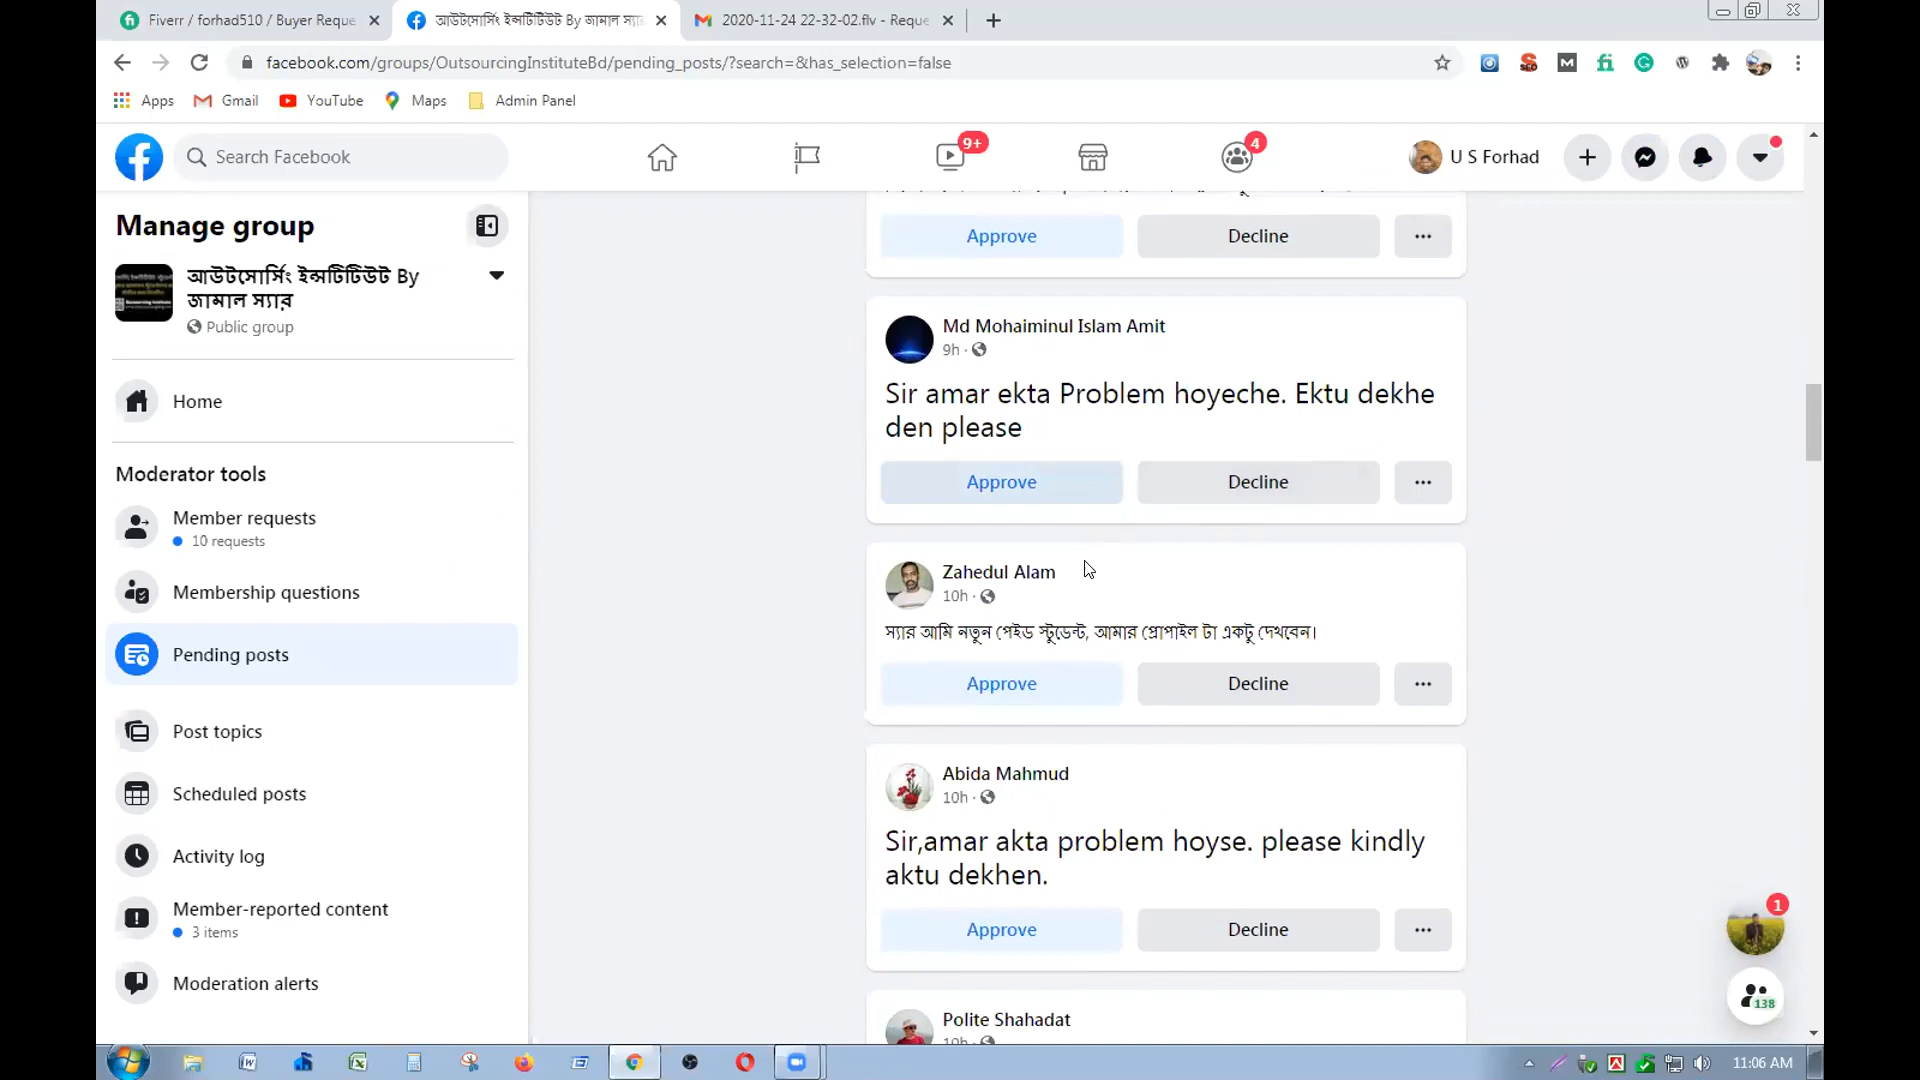 Fiverr / forhad510 / Buyer Reque
আউটসোর্সিং ইন্সটিটিউট By জামাল স্যার
2020-11-24 22-32-02.flv - Reque
facebook.com/groups/OutsourcingInstituteBd/pending_posts/?search=&has_selection=false
Apps
Gmail
YouTube
Maps
Admin Panel
Search Facebook
9+
4
U S Forhad
Manage group
আউটসোর্সিং ইন্সটিটিউট By
জামাল স্যার
Public group
Home
Moderator tools
Member requests
10 requests
Membership questions
Pending posts
Post topics
Scheduled posts
Activity log
Member-reported content
3 items
Moderation alerts
Approve
Decline
Md Mohaiminul Islam Amit
9h ·
Sir amar ekta Problem hoyeche. Ektu dekhe
den please
Approve
Decline
Zahedul Alam
10h ·
স্যার আমি নতুন পেইড স্টুডেন্ট, আমার প্রোপাইল টা একটু দেখবেন।
Approve
Decline
Abida Mahmud
10h ·
Sir,amar akta problem hoyse. please kindly
aktu dekhen.
Approve
Decline
Polite Shahadat
10h ·
1
138
11:06 AM